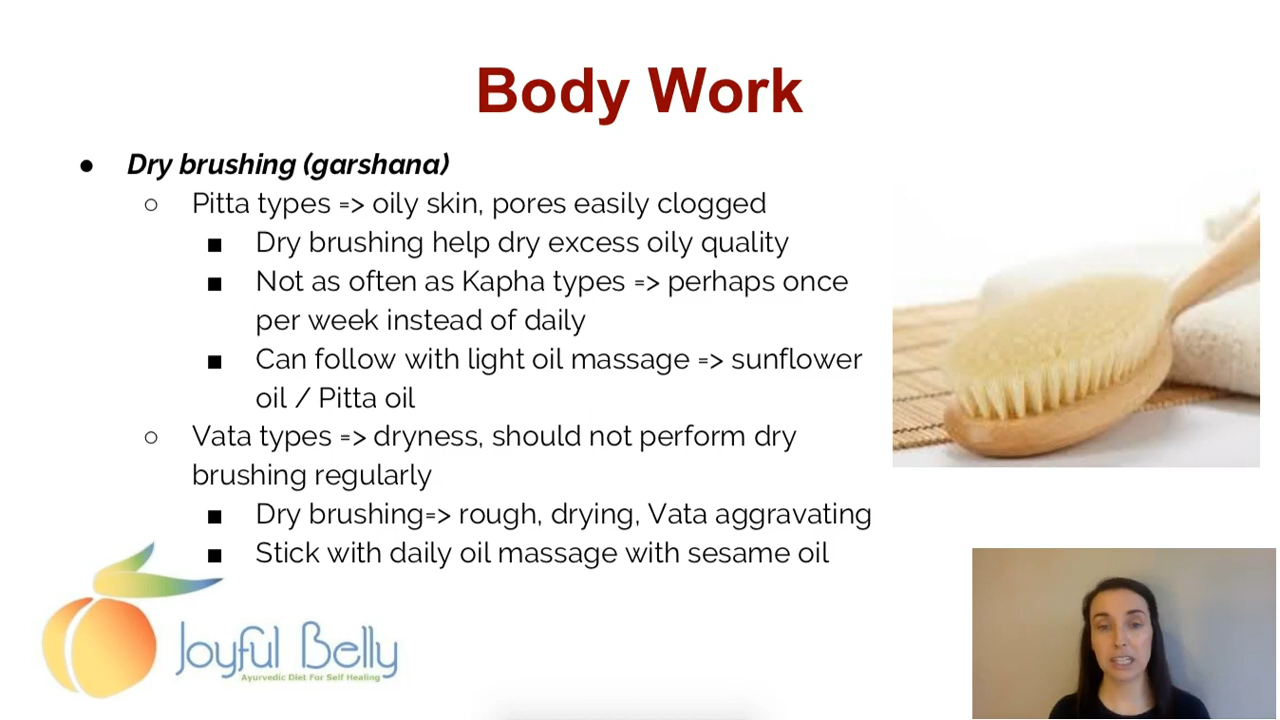 Body Work
● Dry brushing (garshana)
○ Pitta types => oily skin, pores easily clogged
■ Dry brushing help dry excess oily quality
■ Not as often as Kapha types => perhaps once
per week instead of daily
■ Can follow with light oil massage => sunflower
oil / Pitta oil
○ Vata types => dryness, should not perform dry
brushing regularly
■ Dry brushing=> rough, drying, Vata aggravating
■ Stick with daily oil massage with sesame oil
Joyful Belly
Ayurvedic Diet For Self Healing